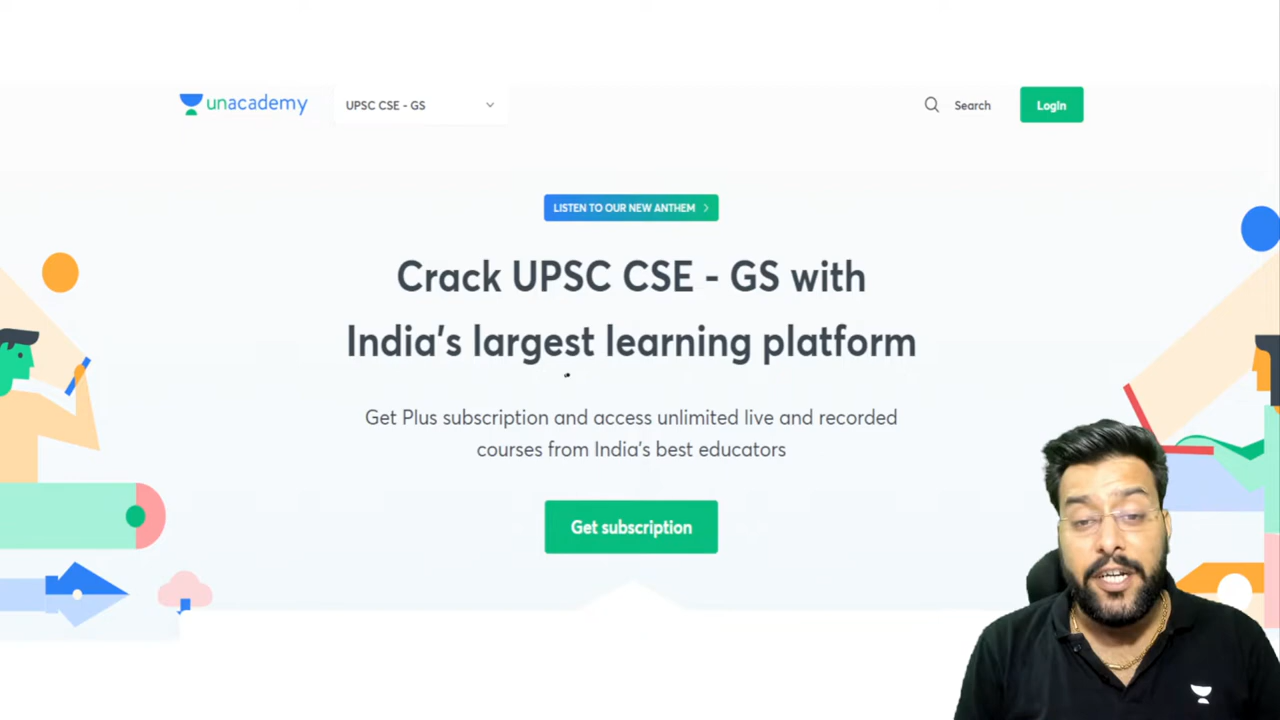 unacademy
UPSC CSE - GS
Search
Login
LISTEN TO OUR NEW ANTHEM
Crack UPSC CSE - GS with
India's largest learning platform
Get Plus subscription and access unlimited live and recorded
courses from India's best educators
Get subscription